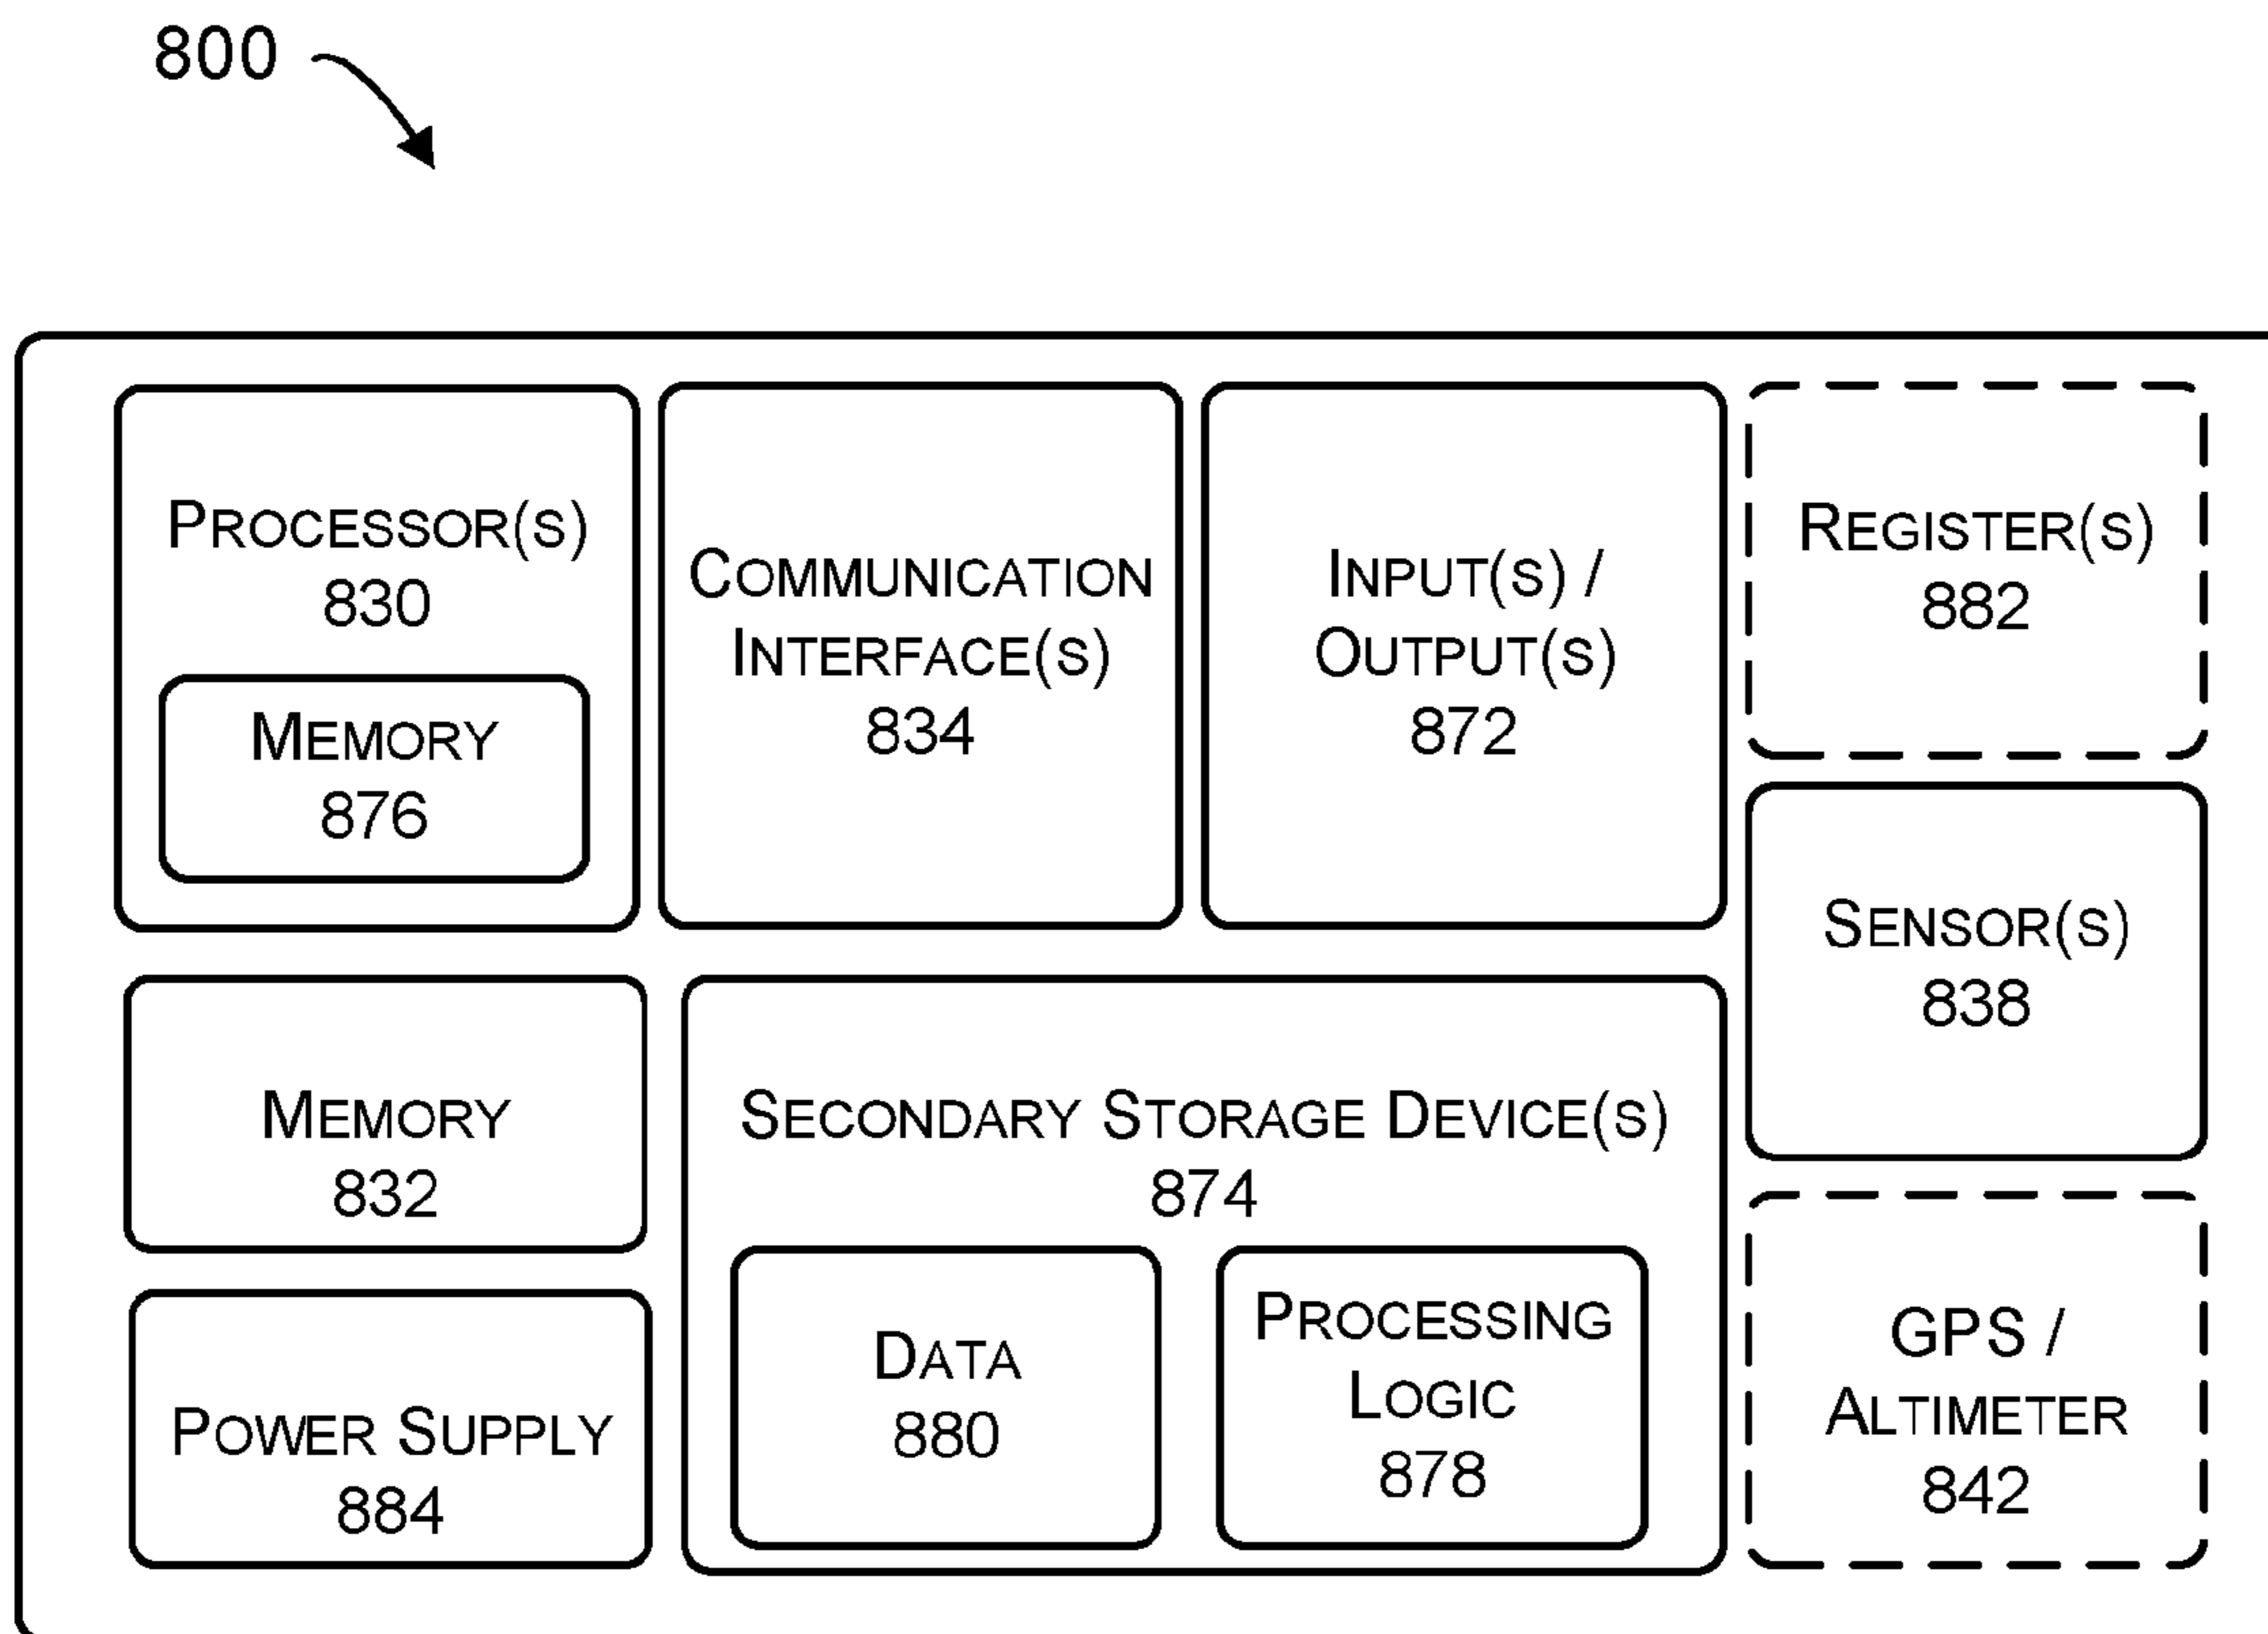 800
PROCESSOR(S)
830
MEMORY
876
COMMUNICATION
INTERFACE(S)
834
INPUT(S) /
OUTPUT(S)
872
REGISTER(S)
882
SENSOR(S)
838
MEMORY
832
SECONDARY STORAGE DEVICE(S)
874
DATA
880
PROCESSING
LOGIC
878
POWER SUPPLY
884
GPS /
ALTIMETER
842